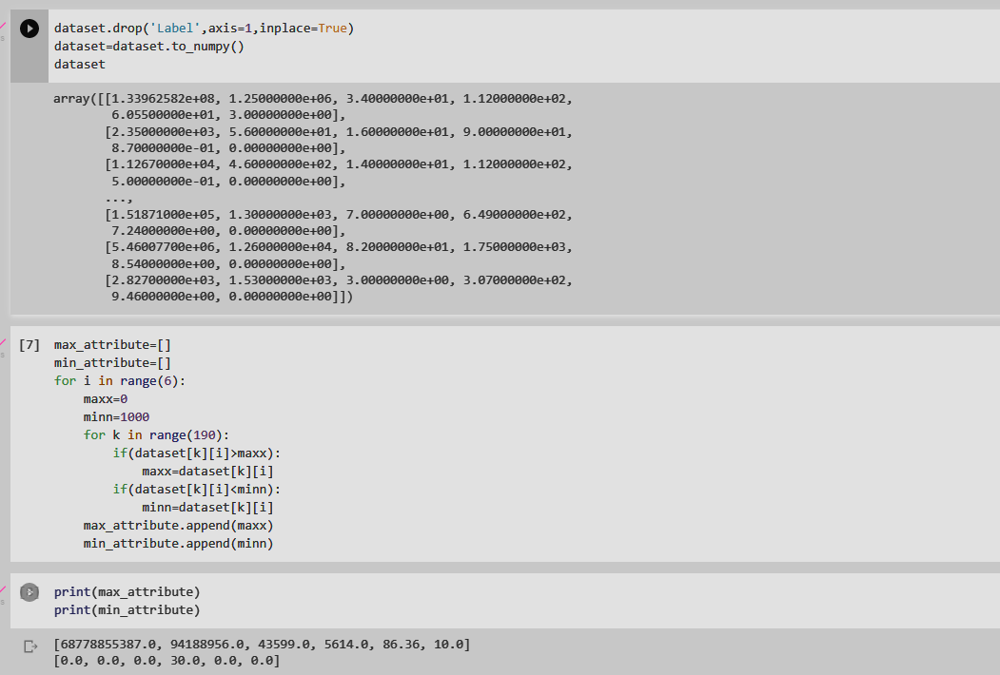 dataset.drop('Label',axis=1,inplace=True)
dataset=dataset.to_numpy()
dataset
array([[1.33962582e+08, 1.25000000e+06, 3.40000000e+01, 1.12000000e+02,
6.05500000e+01, 3.00000000e+00],
[2.35000000e+03, 5.60000000e+01, 1.60000000e+01, 9.00000000e+01,
8.70000000e-01, 0.00000000e+00],
[1.12670000e+04, 4.60000000e+02, 1.40000000e+01, 1.12000000e+02,
5.00000000e-01, 0.00000000e+00],
...,
[1.51871000e+05, 1.30000000e+03, 7.00000000e+00, 6.49000000e+02,
7.24000000e+00, 0.00000000e+00],
[5.46007700e+06, 1.26000000e+04, 8.20000000e+01, 1.75000000e+03,
8.54000000e+00, 0.00000000e+00],
[2.82700000e+03, 1.53000000e+03, 3.00000000e+00, 3.07000000e+02,
9.46000000e+00, 0.00000000e+00]])
[7] max_attribute=[]
min_attribute=[]
for i in range(6):
maxx=0
minn=1000
for k in range(190):
if(dataset[k][i]>maxx):
maxx=dataset[k][i]
if(dataset[k][i]<minn):
minn=dataset[k][i]
max_attribute.append(maxx)
min_attribute.append(minn)
print(max_attribute)
print(min_attribute)
[68778855387.0, 94188956.0, 43599.0, 5614.0, 86.36, 10.0]
[0.0, 0.0, 0.0, 30.0, 0.0, 0.0]